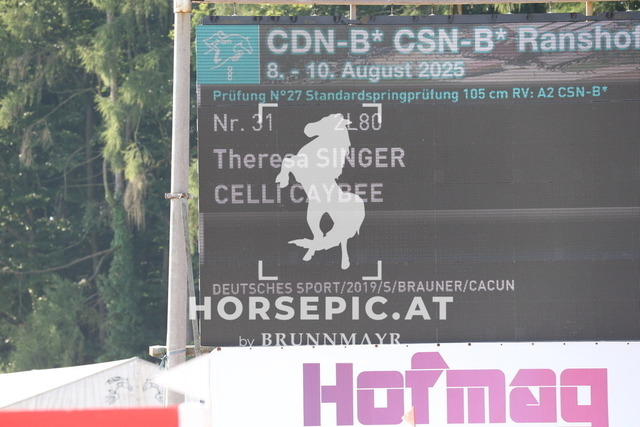 CDN-B* CSN-B* Ranshof
8. - 10. August 2025
Prüfung N°27 Standardspringprüfung 105 cm RV: A2 CSN-B*
Nr. 31 2L80
Theresa SINGER
CELLI CAYBEE
DEUTSCHES SPORT/2019/S/BRAUNER/CACUN
HORSEPIC.AT
by BRUNNMAYR
Hofmag